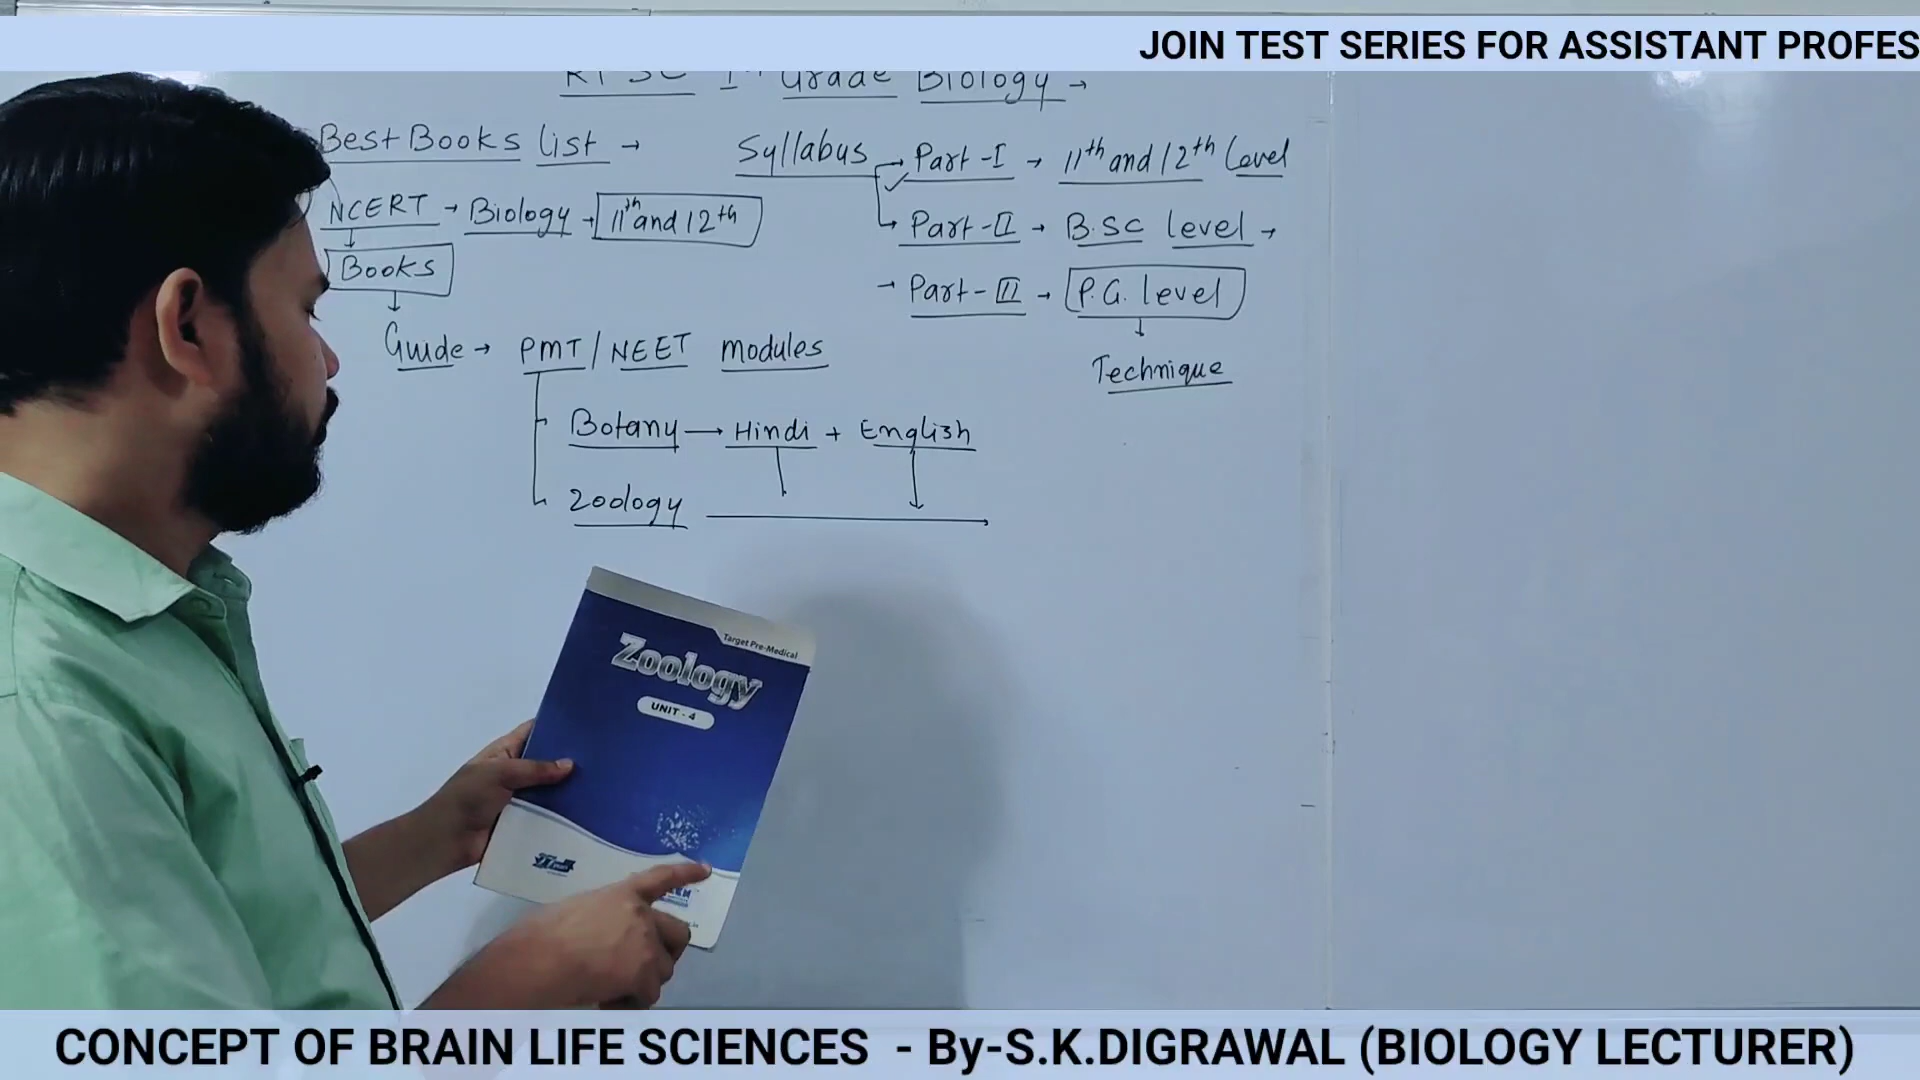 JOIN TEST SERIES FOR ASSISTANT PROFES
RPSC Ist Grade Biology →
Best Books list →
NCERT → Biology → 11th and 12th
Books
Guide → PMT / NEET modules
Botany → Hindi + English
Zoology
Syllabus → Part-I → 11th and 12th Level
Part-II → B.SC level →
→ Part-III → P.G. level
Technique
Target Pre-Medical
Zoology
UNIT - 4
CONCEPT OF BRAIN LIFE SCIENCES - By-S.K.DIGRAWAL (BIOLOGY LECTURER)